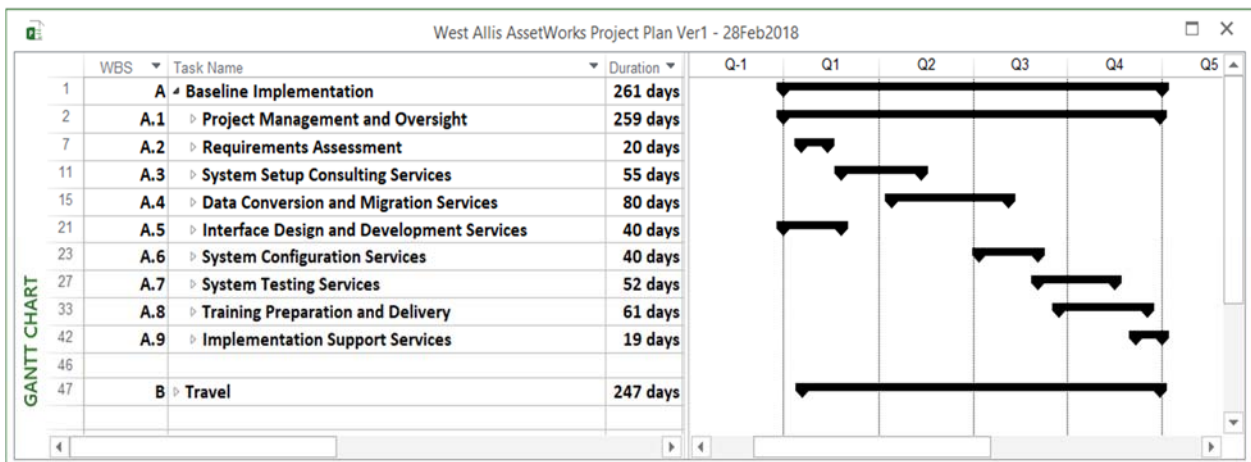 West Allis AssetWorks Project Plan Ver1 - 28Feb2018
WBS Task Name Duration Q-1 Q1 Q2 Q3 Q4 Q5
1 A Baseline Implementation 261 days
2 A.1 Project Management and Oversight 259 days
7 A.2 Requirements Assessment 20 days
11 A.3 System Setup Consulting Services 55 days
15 A.4 Data Conversion and Migration Services 80 days
21 A.5 Interface Design and Development Services 40 days
23 A.6 System Configuration Services 40 days
27 A.7 System Testing Services 52 days
33 A.8 Training Preparation and Delivery 61 days
42 A.9 Implementation Support Services 19 days
46
47 B Travel 247 days
GANTT CHART